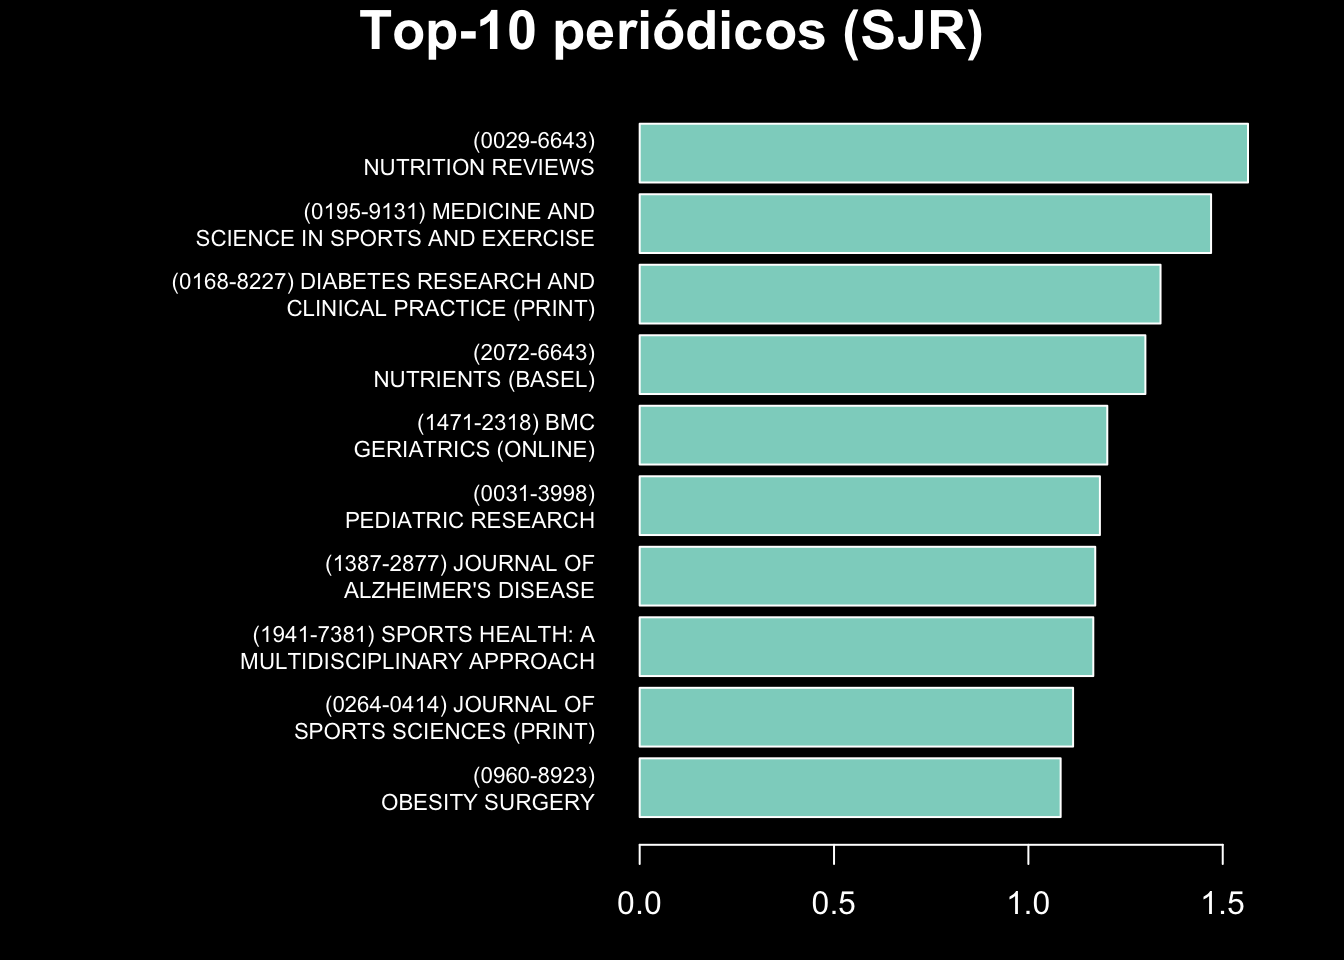 Top-10 periódicos (SJR)
(0029-6643)
NUTRITION REVIEWS
(0195-9131) MEDICINE AND
SCIENCE IN SPORTS AND EXERCISE
(0168-8227) DIABETES RESEARCH AND
CLINICAL PRACTICE (PRINT)
(2072-6643)
NUTRIENTS (BASEL)
(1471-2318) BMC
GERIATRICS (ONLINE)
(0031-3998)
PEDIATRIC RESEARCH
(1387-2877) JOURNAL OF
ALZHEIMER'S DISEASE
(1941-7381) SPORTS HEALTH: A
MULTIDISCIPLINARY APPROACH
(0264-0414) JOURNAL OF
SPORTS SCIENCES (PRINT)
(0960-8923)
OBESITY SURGERY
0.0 0.5 1.0 1.5